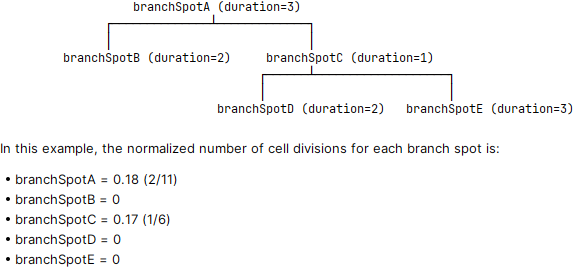 branchSpotA (duration=3)
branchSpotB (duration=2) branchSpotC (duration=1)
branchSpotD (duration=2) branchSpotE (duration=3)
In this example, the normalized number of cell divisions for each branch spot is:
• branchSpotA = 0.18 (2/11)
• branchSpotB = 0
• branchSpotC = 0.17 (1/6)
• branchSpotD = 0
• branchSpotE = 0